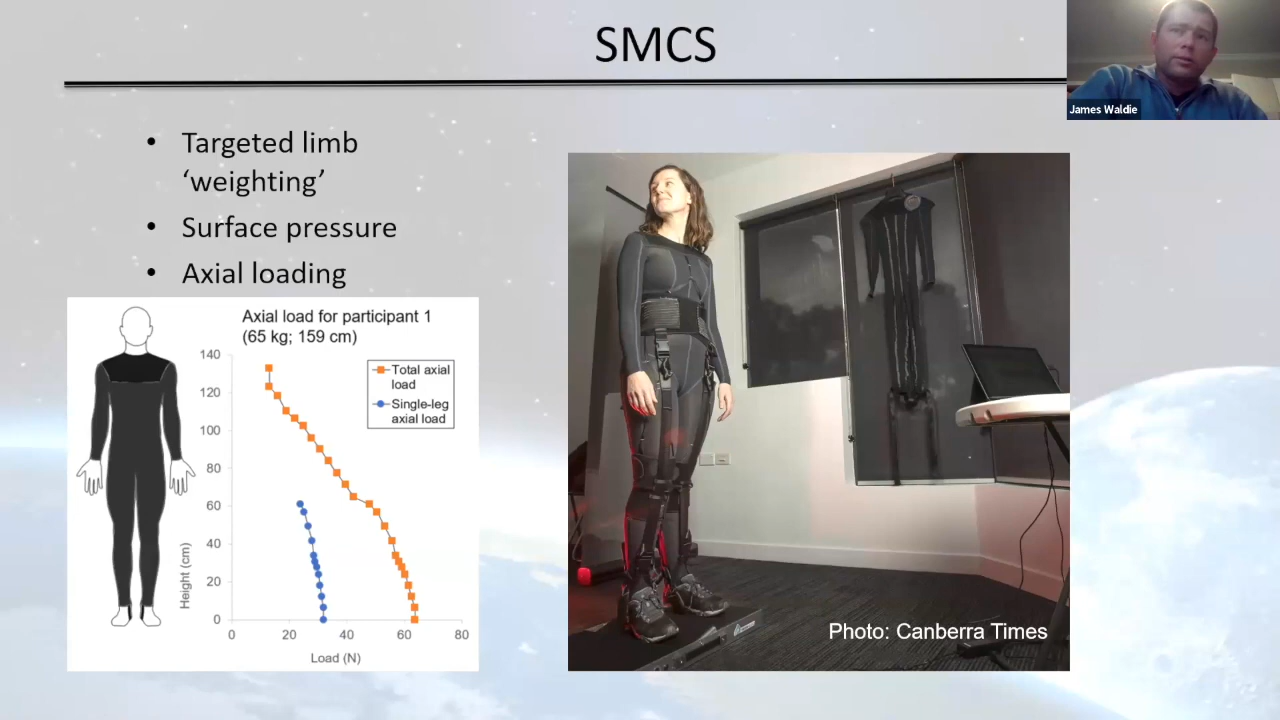 SMCS
James Waldie
• Targeted limb
‘weighting’
• Surface pressure
• Axial loading
Axial load for participant 1
(65 kg; 159 cm)
140
120
100
80
60
40
20
0
Height (cm)
Total axial
load
Single-leg
axial load
0 20 40 60 80
Load (N)
Photo: Canberra Times